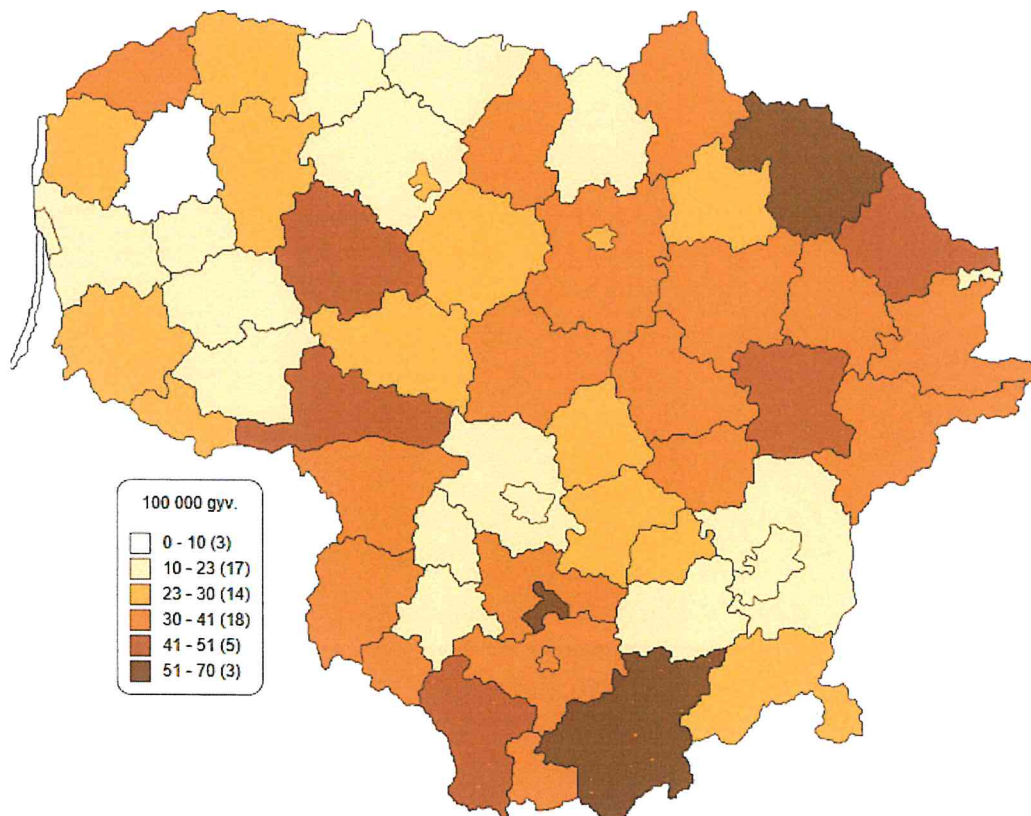 100 000 gyv.
0 - 10 (3)
10 - 23 (17)
23 - 30 (14)
30 - 41 (18)
41 - 51 (5)
51 - 70 (3)